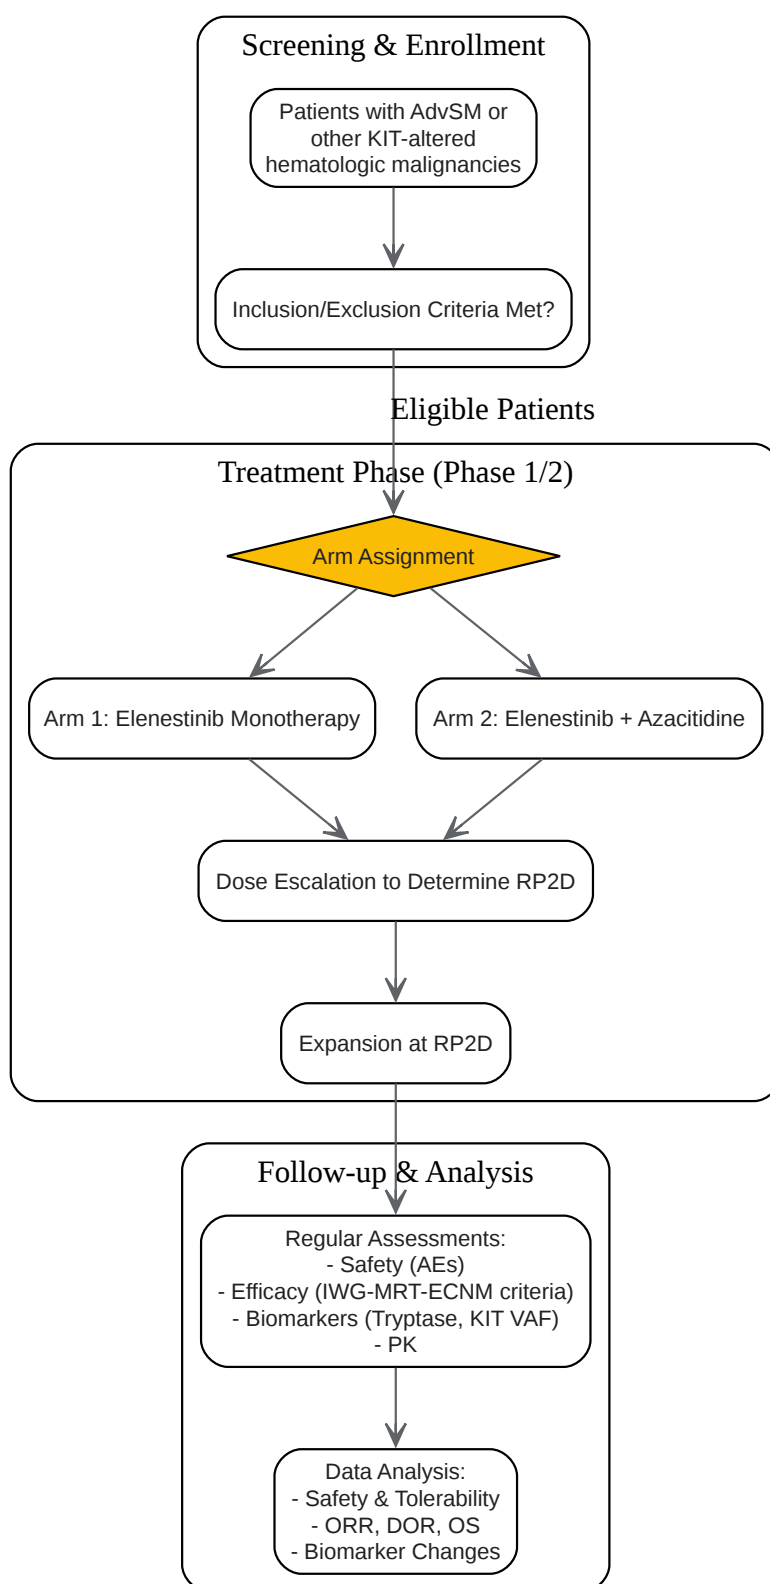 Screening & Enrollment
Patients with AdvSM or
other KIT-altered
hematologic malignancies
Inclusion/Exclusion Criteria Met?
Eligible Patients
Treatment Phase (Phase 1/2)
Arm Assignment
Arm 1: Elenestinib Monotherapy
Arm 2: Elenestinib + Azacitidine
Dose Escalation to Determine RP2D
Expansion at RP2D
Follow-up & Analysis
Regular Assessments:
- Safety (AEs)
- Efficacy (IWG-MRT-ECNM criteria)
- Biomarkers (Tryptase, KIT VAF)
- PK
Data Analysis:
- Safety & Tolerability
- ORR, DOR, OS
- Biomarker Changes